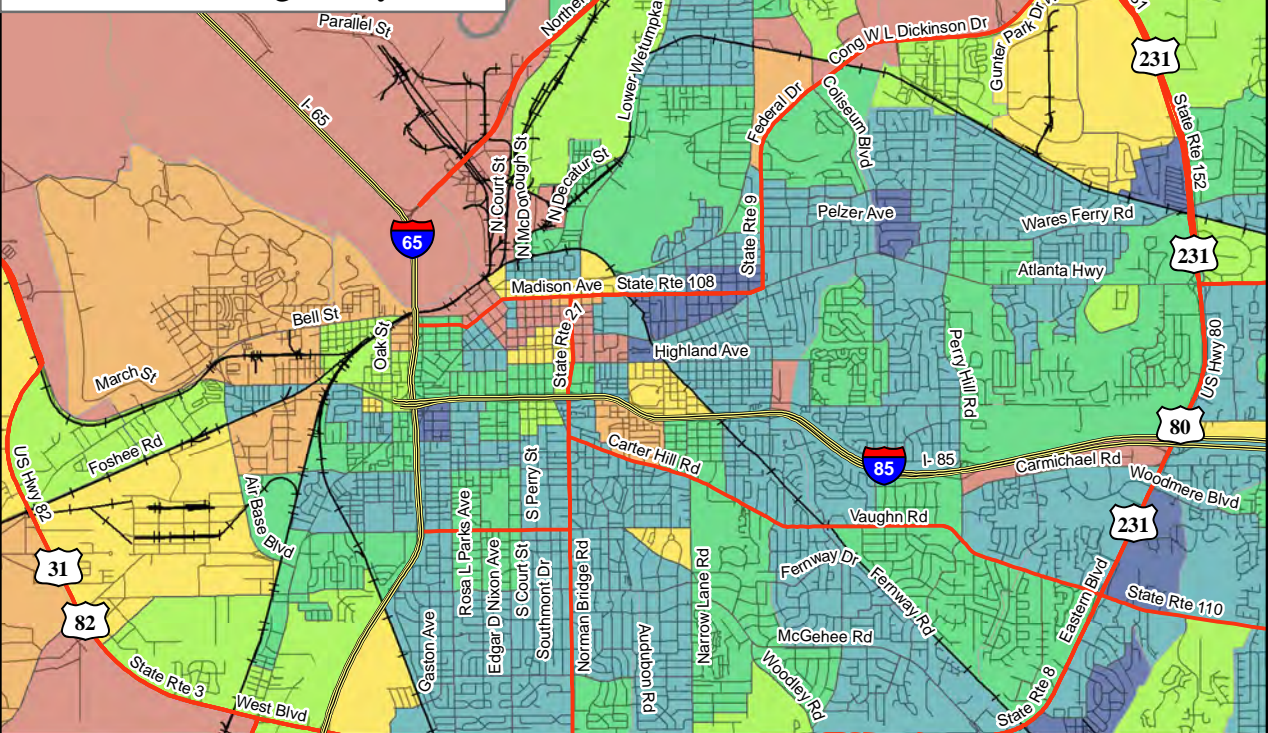 Parallel St
Norther
Lower Wetumpka
Cong W L Dickinson Dr
Gunter Park Dr
231
I- 65
Federal Dr
Coliseum Blvd
State Rte 152
N Court St
N McDonough St
N Decatur St
State Rte 9
Pelzer Ave
Wares Ferry Rd
65
231
Atlanta Hwy
Madison Ave
State Rte 108
Bell St
Oak St
State Rte 21
Highland Ave
Perry Hill Rd
US Hwy 80
March St
80
Foshee Rd
US Hwy 82
Air Base Blvd
Carter Hill Rd
85
I- 85
Carmichael Rd
Woodmere Blvd
S Perry St
Rosa L Parks Ave
Vaughn Rd
231
31
Edgar D Nixon Ave
S Court St
Southmont Dr
Norman Bridge Rd
Narrow Lane Rd
Fernway Dr
Fernway Rd
Eastern Blvd
State Rte 110
82
Gaston Ave
Audubon Rd
McGehee Rd
Woodley Rd
State Rte 3
West Blvd
State Rte 8